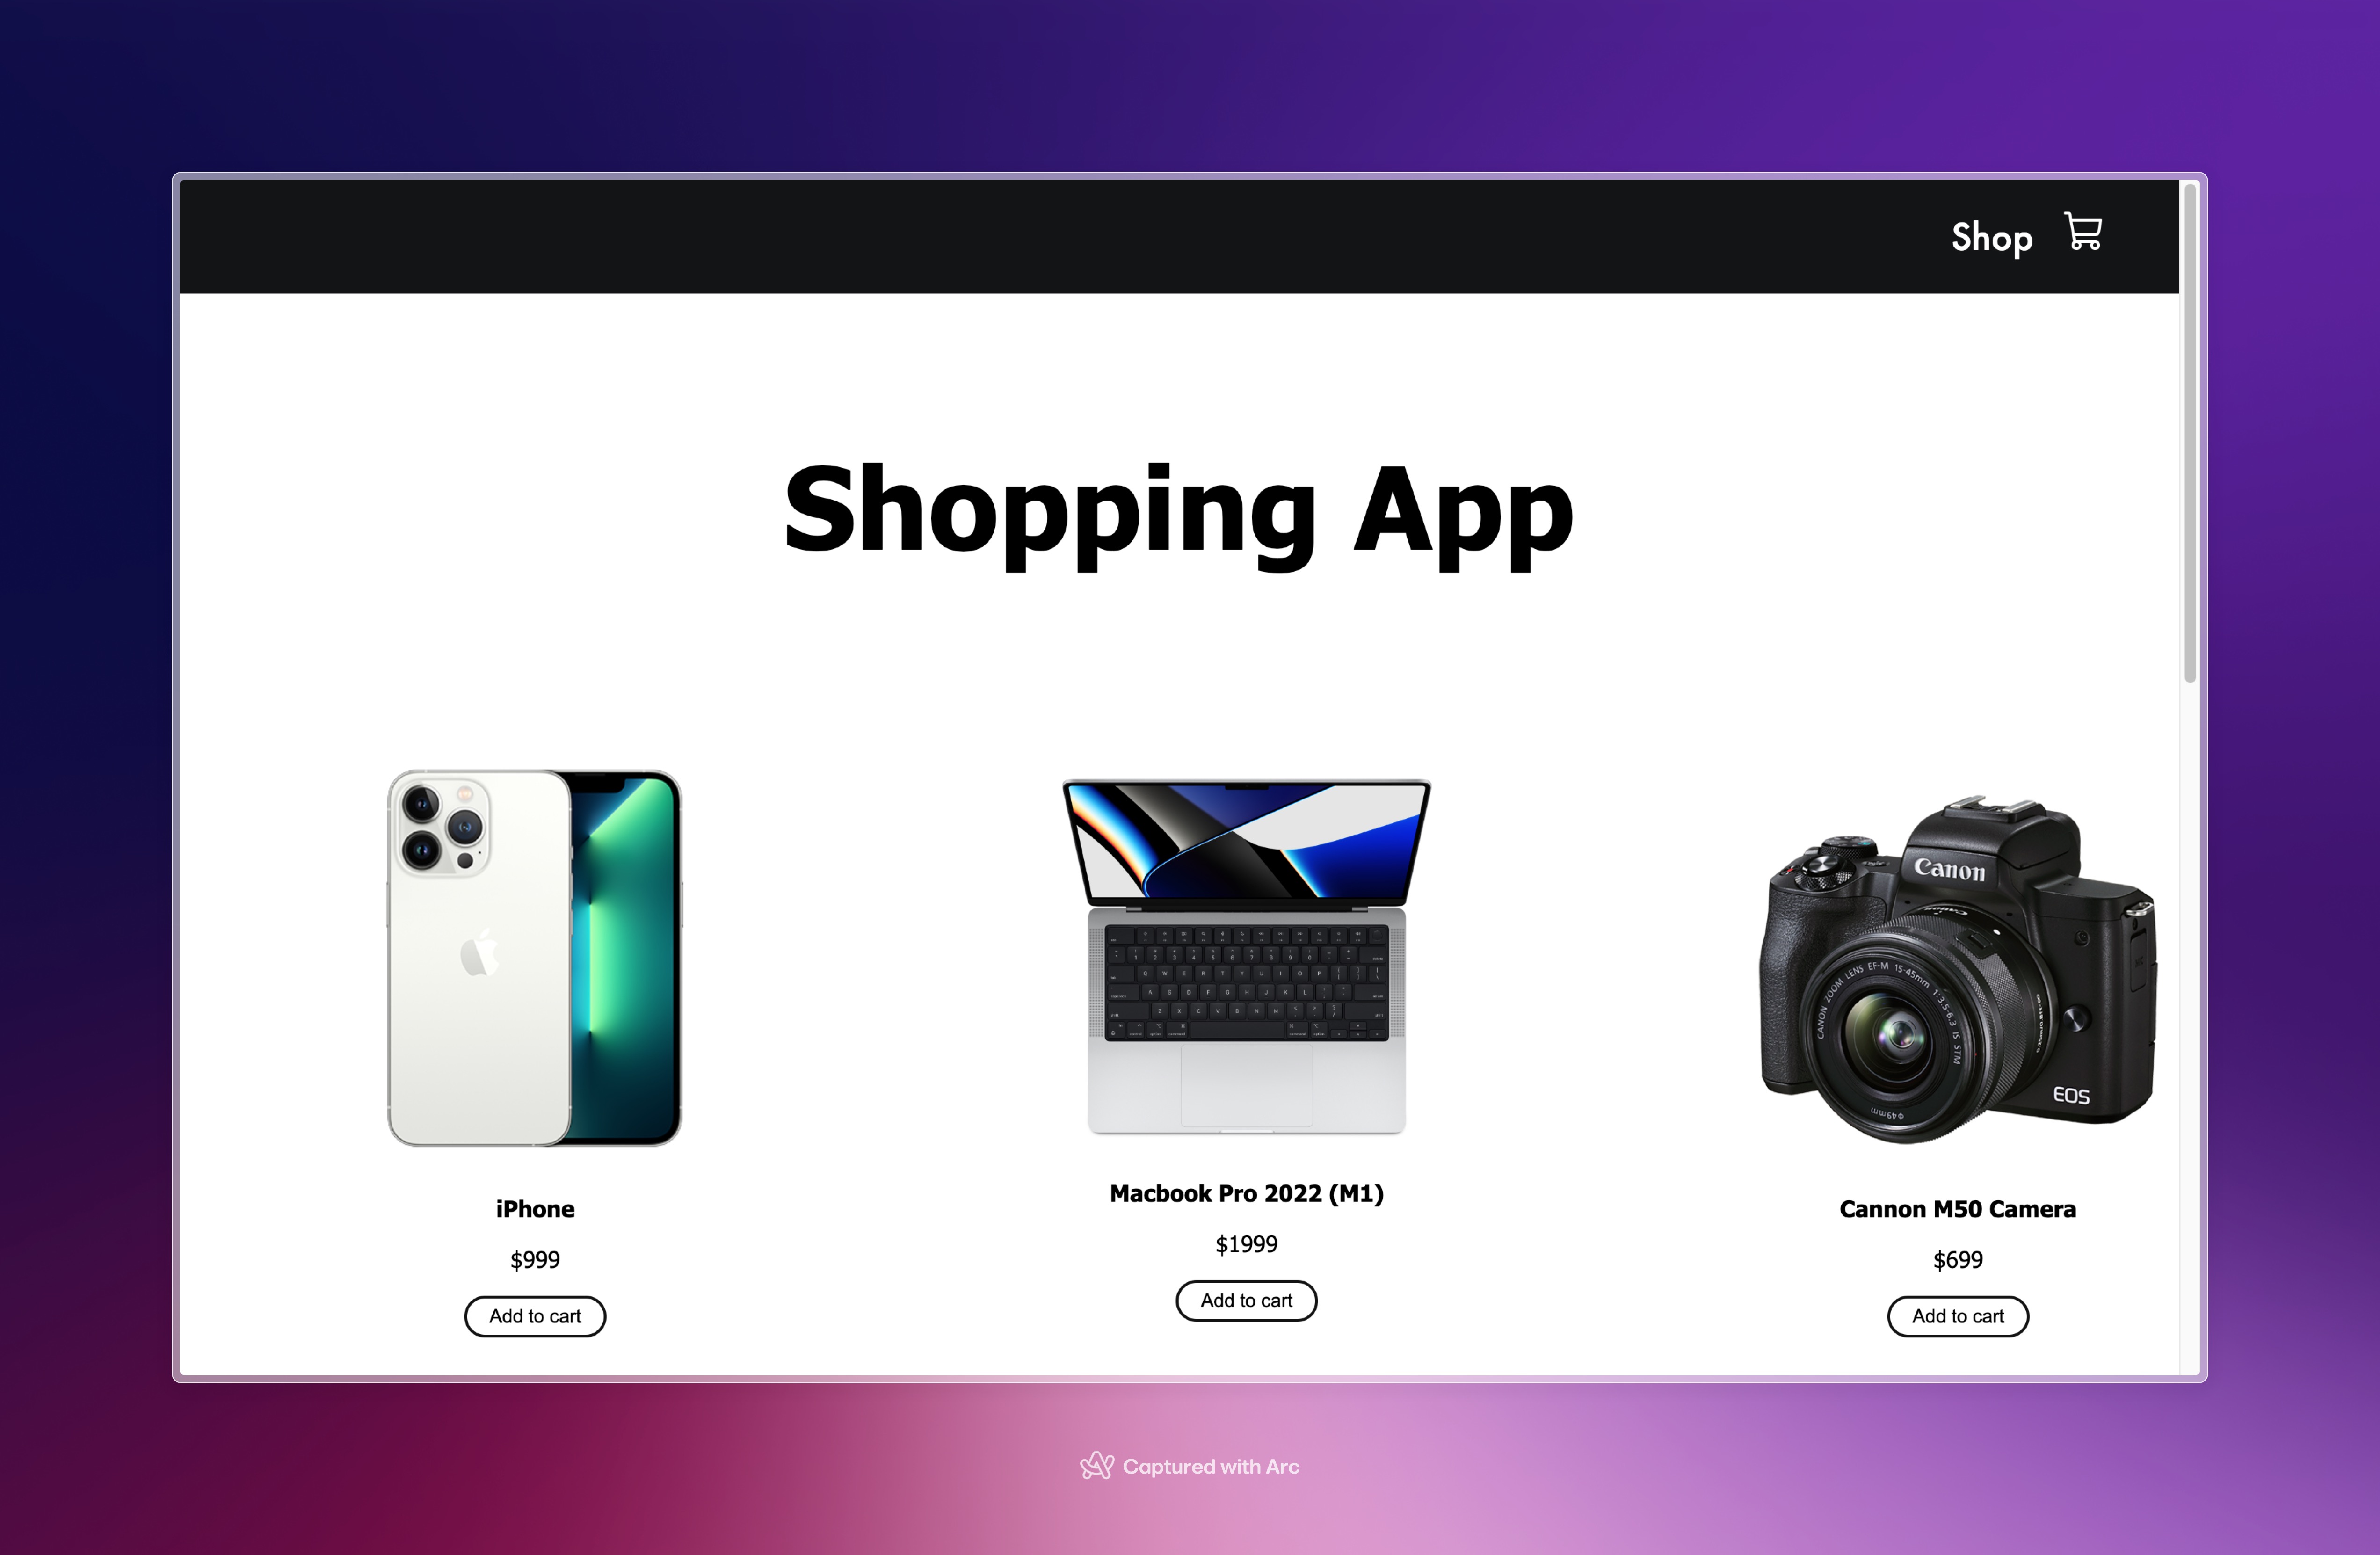 Shop
Shopping App
Canon
CANON ZOOM LENS EF-M 15-45mm 1:3.5-6.3 IS STM
Φ49mm
EOS
iPhone
Macbook Pro 2022 (M1)
Cannon M50 Camera
$999
$1999
$699
Add to cart
Add to cart
Add to cart
Captured with Arc